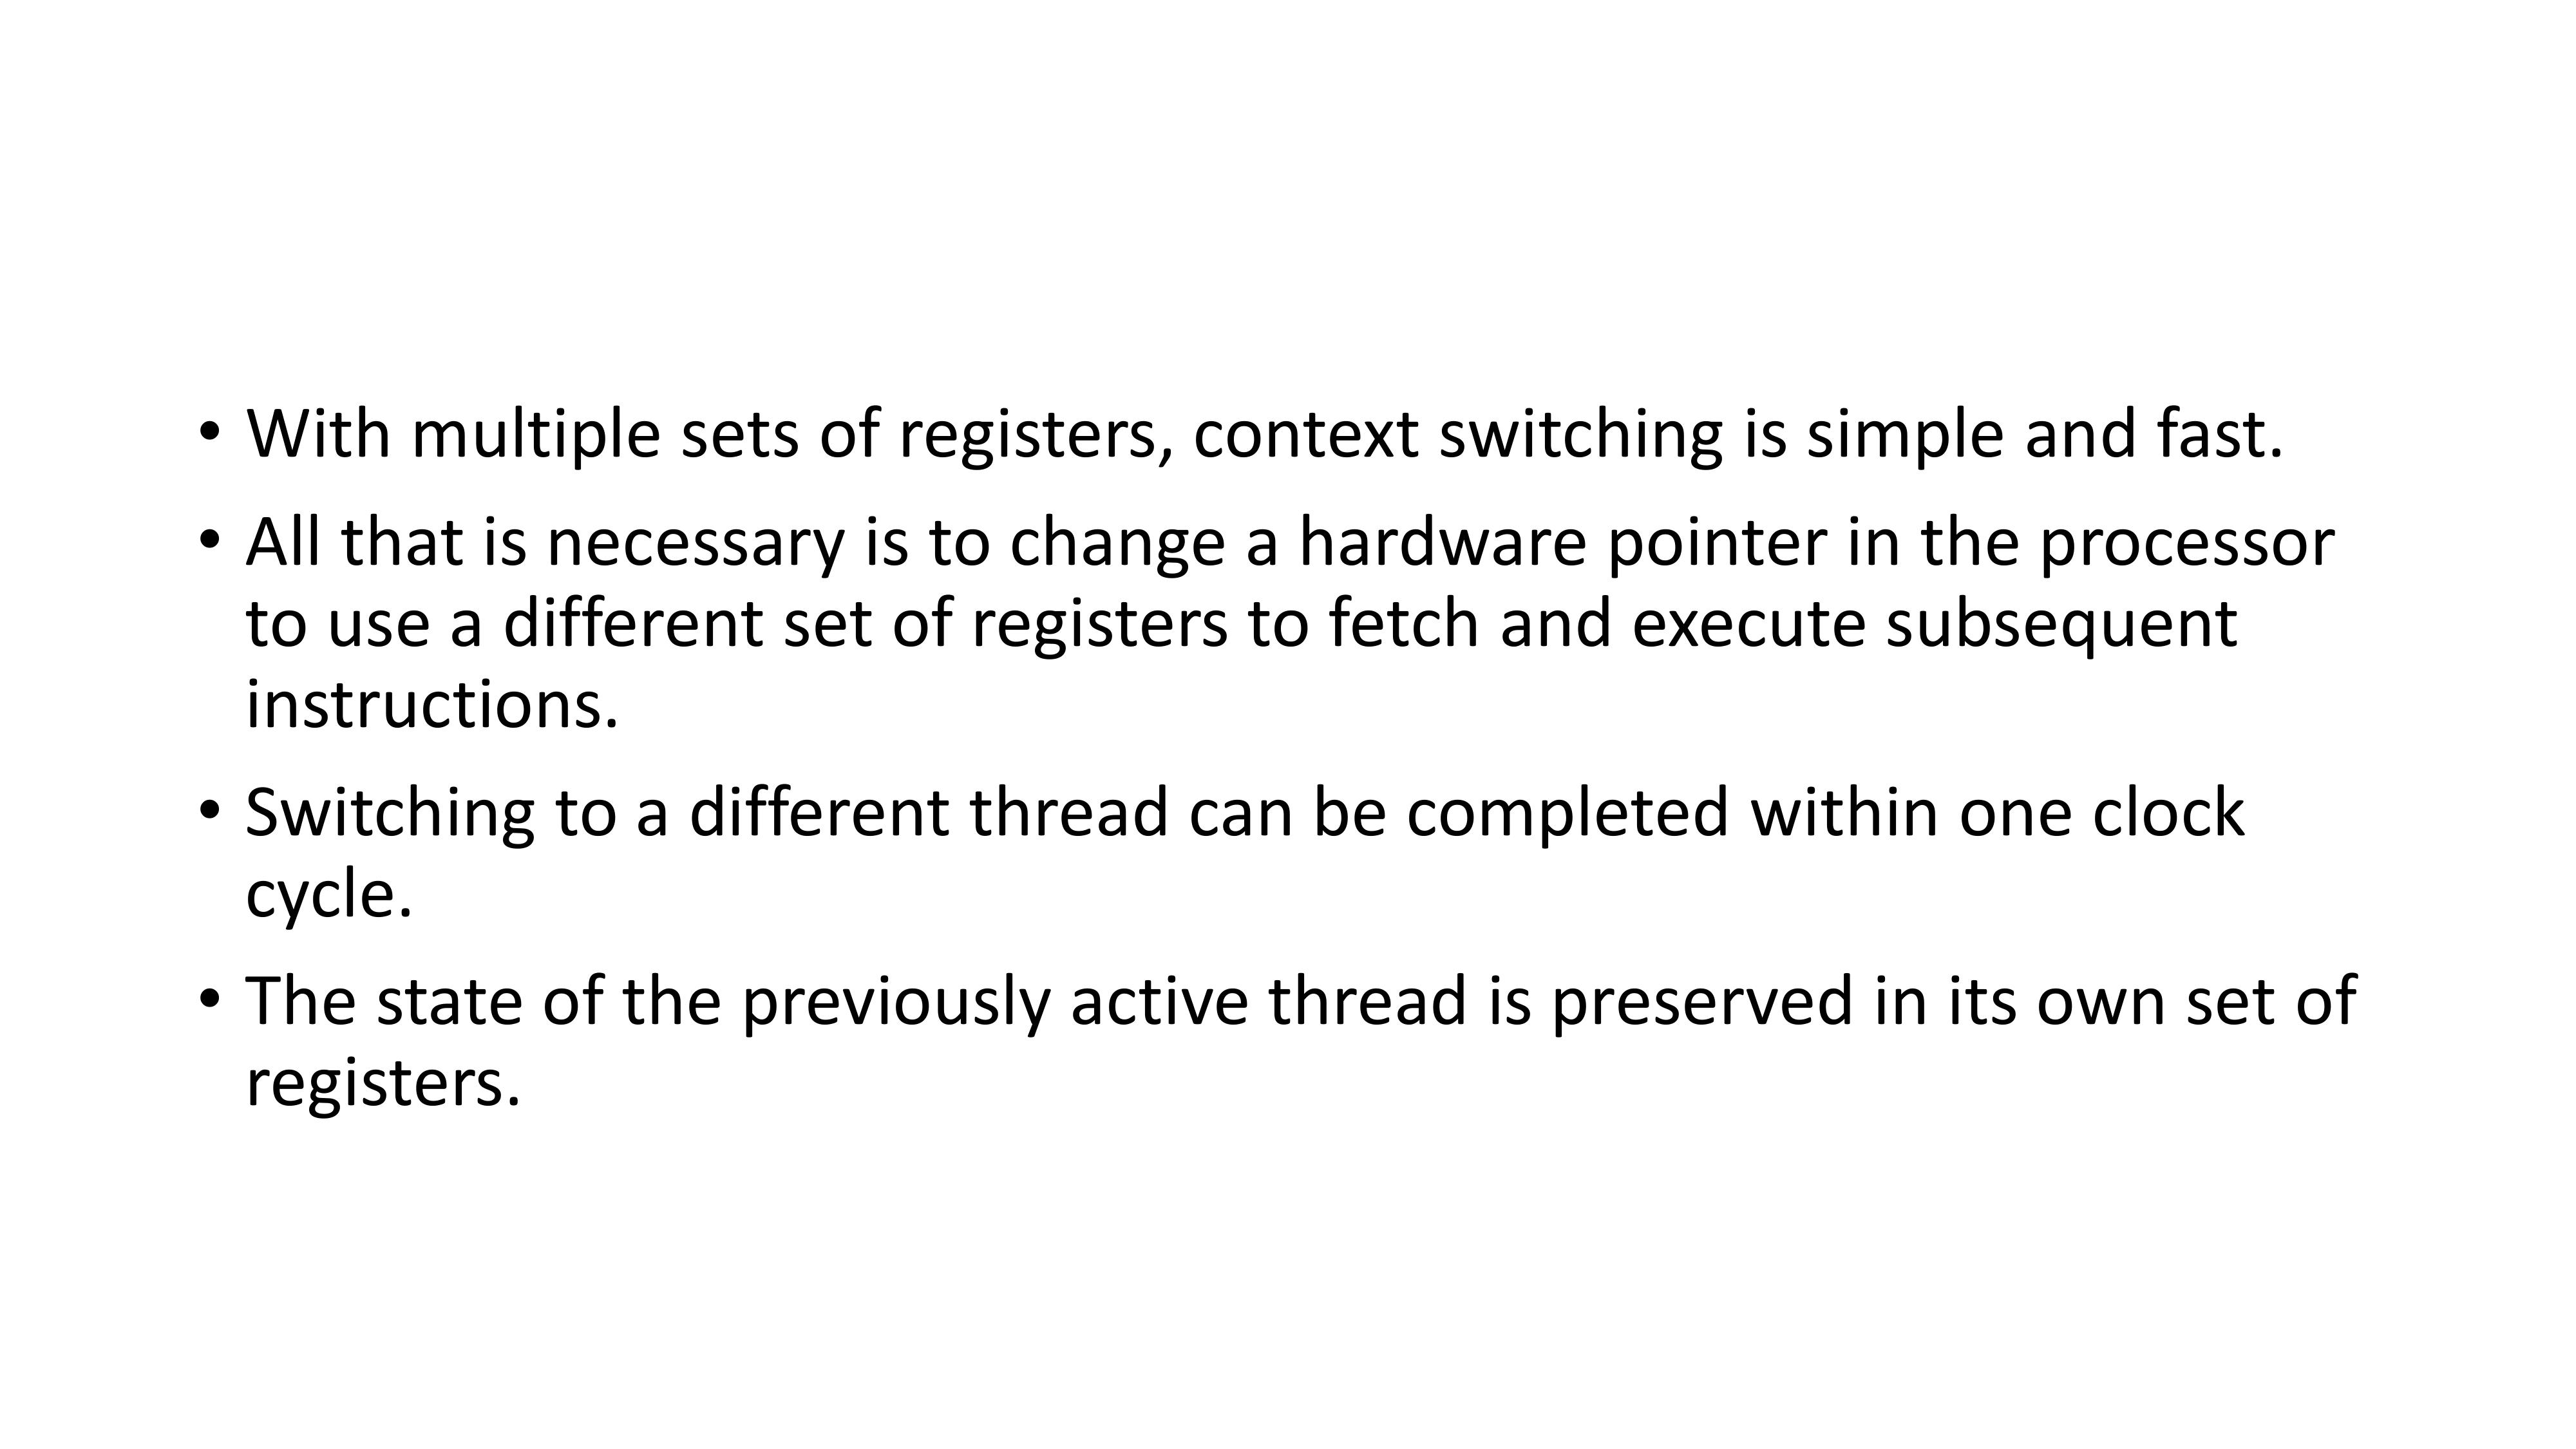 • With multiple sets of registers, context switching is simple and fast.
• All that is necessary is to change a hardware pointer in the processor
to use a different set of registers to fetch and execute subsequent
instructions.
• Switching to a different thread can be completed within one clock
cycle.
• The state of the previously active thread is preserved in its own set of
registers.